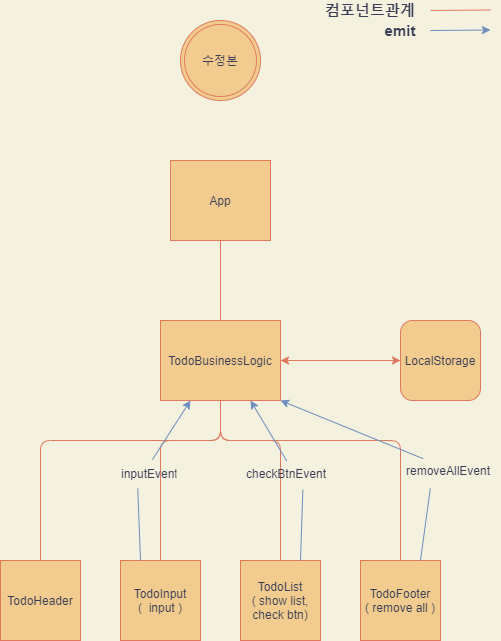 컴포넌트관계
emit
수정본
App
TodoBusinessLogic
LocalStorage
inputEvent
checkBtnEvent
removeAllEvent
TodoHeader
TodoInput
( input )
TodoList
( show list,
check btn)
TodoFooter
( remove all )